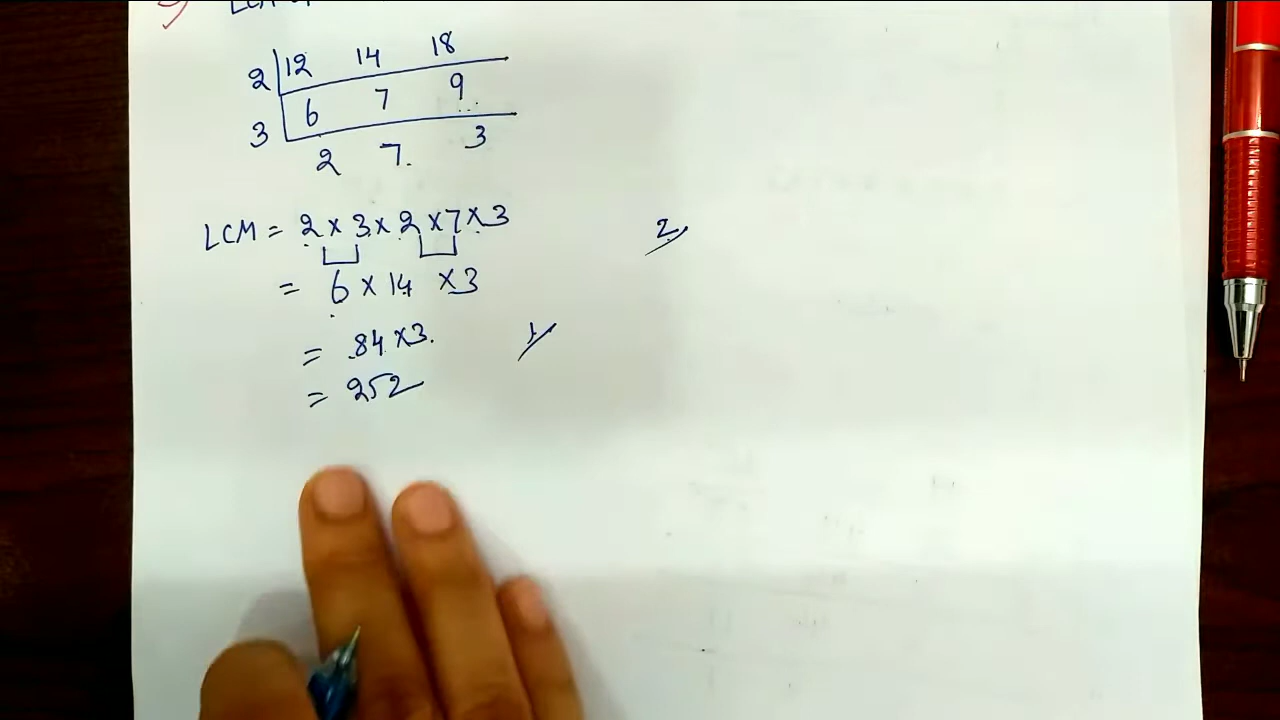 LCM
2 12 14 18
6 7 9
3
2 7 3
LCM = 2 x 3 x 2 x 7 x 3 2
= 6 x 14 x 3
= 84 x 3 1
= 252